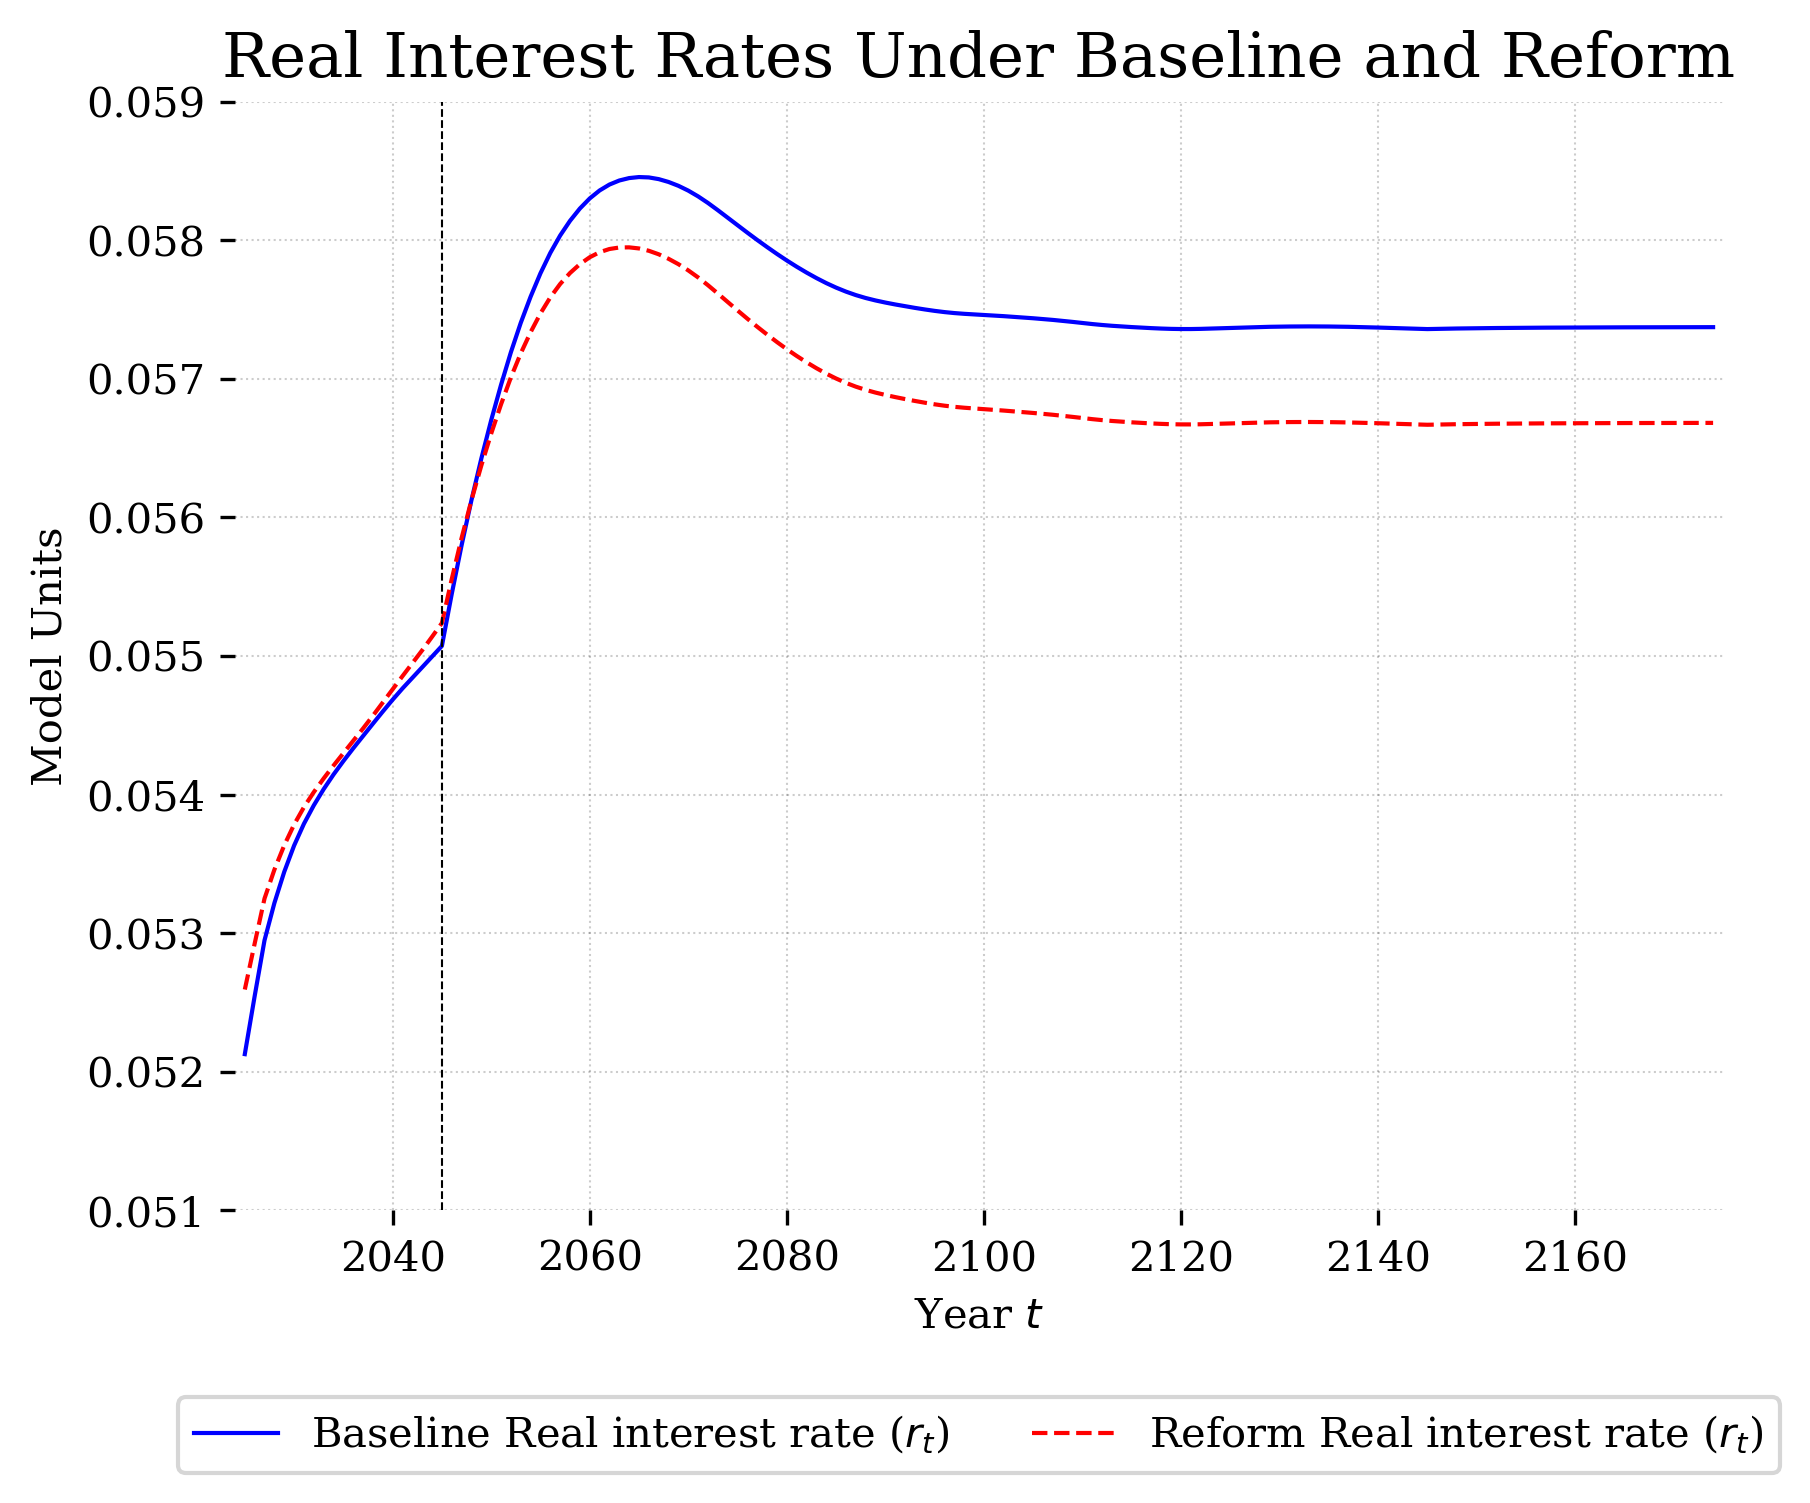 Real Interest Rates Under Baseline and Reform
0.059
0.058
0.057
0.056
0.055
0.054
0.053
0.052
0.051
Model Units
2040 2060 2080 2100 2120 2140 2160
Year t
Baseline Real interest rate (rₜ) Reform Real interest rate (rₜ)